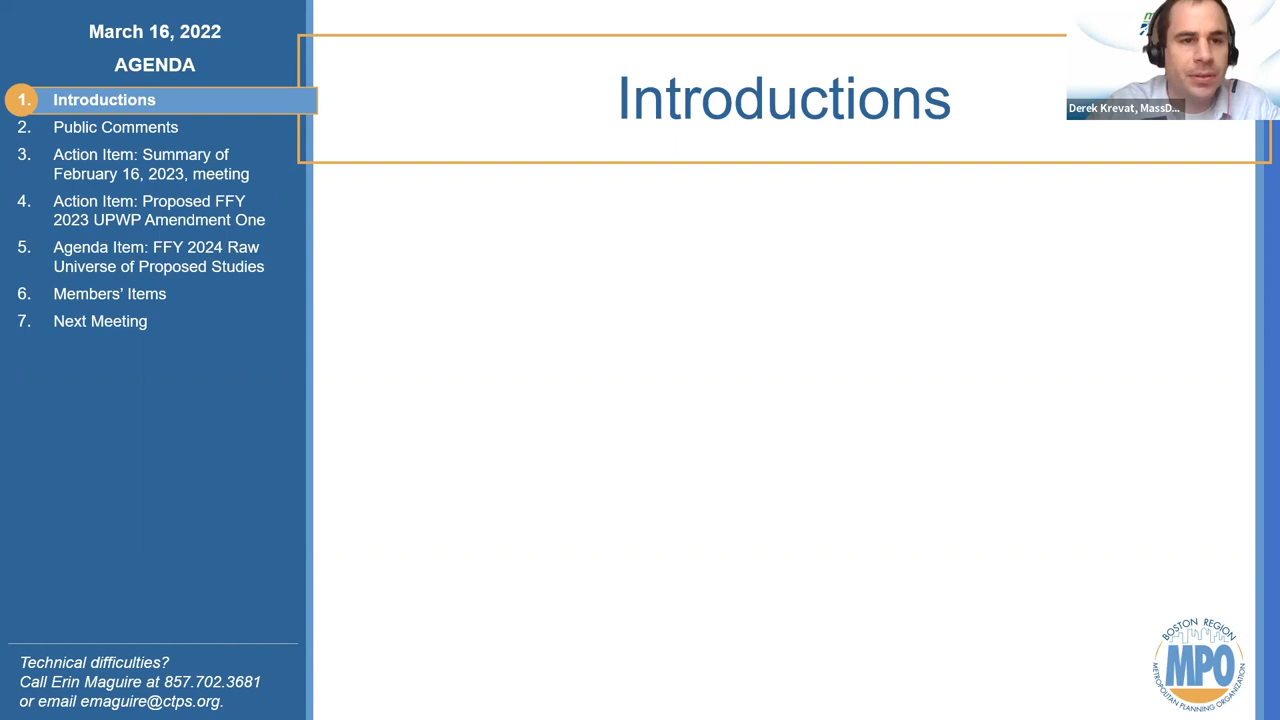 March 16, 2022
AGENDA
1. Introductions
2. Public Comments
3. Action Item: Summary of
February 16, 2023, meeting
4. Action Item: Proposed FFY
2023 UPWP Amendment One
5. Agenda Item: FFY 2024 Raw
Universe of Proposed Studies
6. Members’ Items
7. Next Meeting
Technical difficulties?
Call Erin Maguire at 857.702.3681
or email emaguire@ctps.org.
Introductions
Derek Krevat, MassD...
BOSTON REGION
MPO
METROPOLITAN PLANNING ORGANIZATION